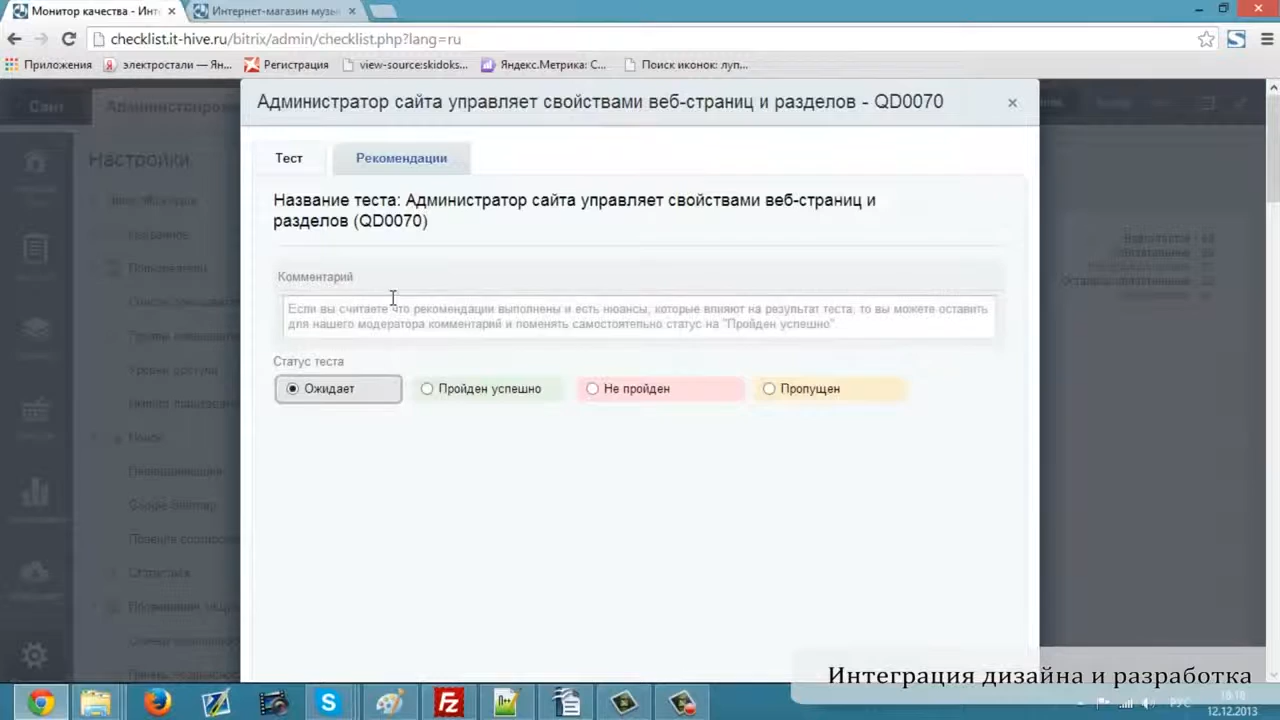 Монитор качества - Инт
Интернет-магазин музы
checklist.it-hive.ru/bitrix/admin/checklist.php?lang=ru
Приложения
электростали — Ян...
Регистрация
view-source:skidoks...
Яндекс.Метрика: С...
Поиск иконок: луп...
Сайт
Настройки
Администратор сайта управляет свойствами веб-страниц и разделов - QD0070
Тест
Рекомендации
Название теста: Администратор сайта управляет свойствами веб-страниц и
разделов (QD0070)
Комментарий
Если вы считаете что рекомендации выполнены и есть нюансы, которые влияют на результат теста, то вы можете оставить
для нашего модератора комментарий и поменять самостоятельно статус на "Пройден успешно".
Статус теста
Ожидает
Пройден успешно
Не пройден
Пропущен
Интеграция дизайна и разработка
РУС
12.12.2013